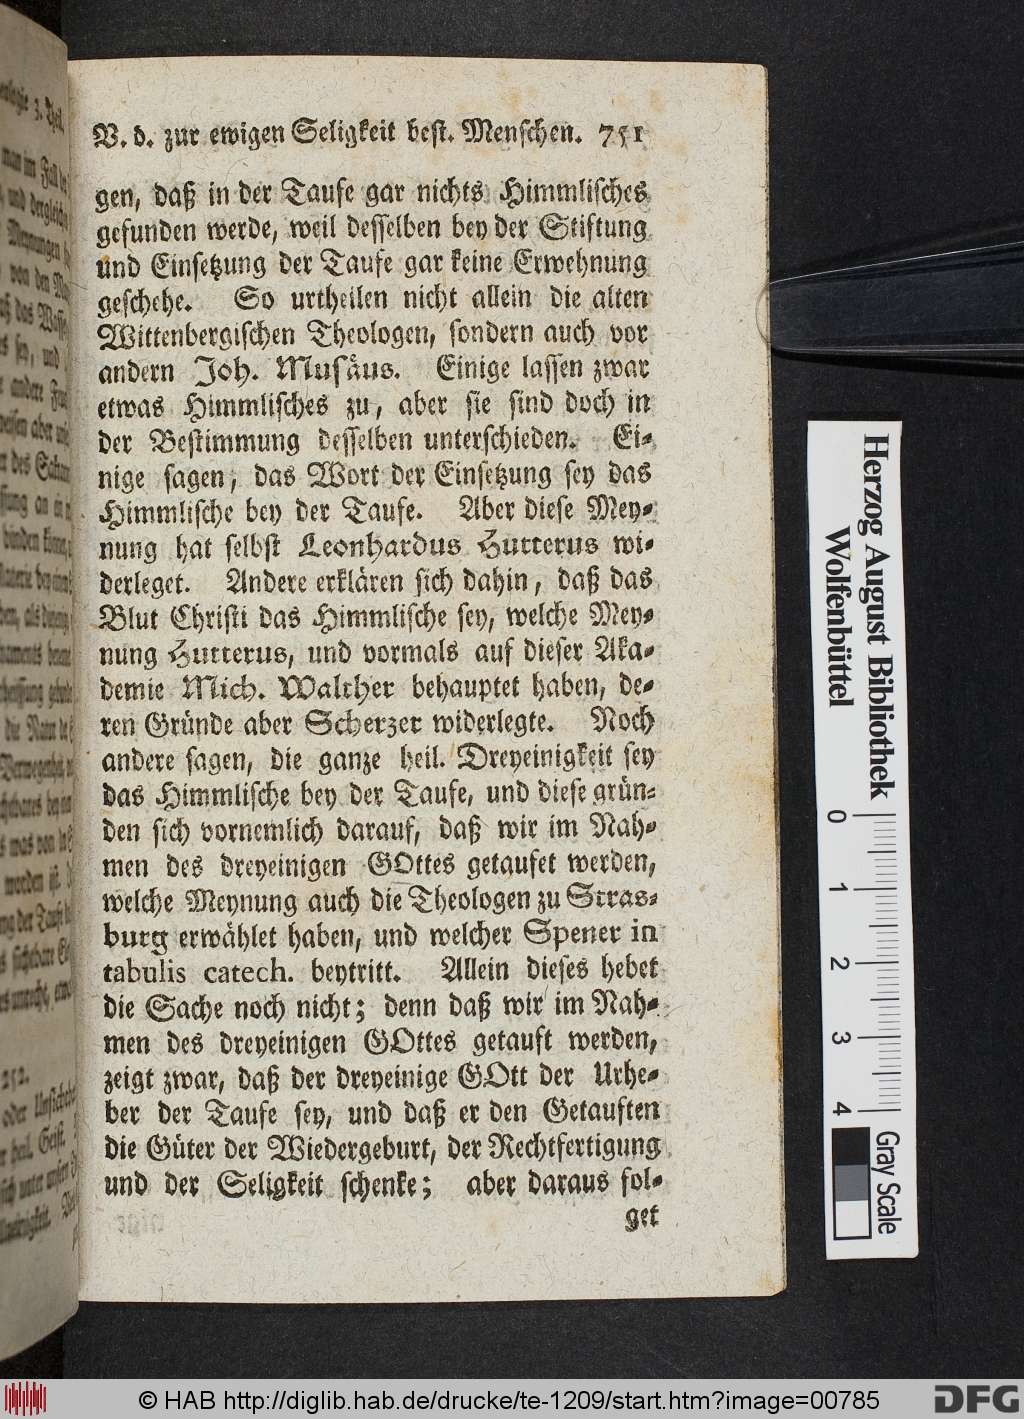 V. d. zur ewigen Seligkeit best. Menschen. 751
gen, daß in der Taufe gar nichts Himmlisches
gefunden werde, weil desselben bey der Stiftung
und Einsetzung der Taufe gar keine Erwehnung
geschehe. So urtheilen nicht allein die alten
Wittenbergischen Theologen, sondern auch vor
andern Joh. Musäus. Einige lassen zwar
etwas Himmlisches zu, aber sie sind doch in
der Bestimmung desselben unterschieden. Ei-
nige sagen, das Wort der Einsetzung sey das
Himmlische bey der Taufe. Aber diese Mey-
nung hat selbst Leonhardus Hutterus wi-
derleget. Andere erklären sich dahin, daß das
Blut Christi das Himmlische sey, welche Mey-
nung Hutterus, und vormals auf dieser Aka-
demie Mich. Walther behauptet haben, de-
ren Gründe aber Scherzer widerlegte. Noch
andere sagen, die ganze heil. Dreyeinigkeit sey
das Himmlische bey der Taufe, und diese grün-
den sich vornemlich darauf, daß wir im Nah-
men des dreyeinigen GOttes getaufet werden,
welche Meynung auch die Theologen zu Stras-
burg erwählet haben, und welcher Spener in
tabulis catech. beytritt. Allein dieses hebet
die Sache noch nicht; denn daß wir im Nah-
men des dreyeinigen GOttes getauft werden,
zeigt zwar, daß der dreyeinige GOtt der Urhe-
ber der Taufe sey, und daß er den Getauften
die Güter der Wiedergeburt, der Rechtfertigung
und der Seligkeit schenke; aber daraus fol-
get
Herzog August Bibliothek
Wolfenbüttel
0 1 2 3 4
Gray Scale
© HAB http://diglib.hab.de/drucke/te-1209/start.htm?image=00785
DFG